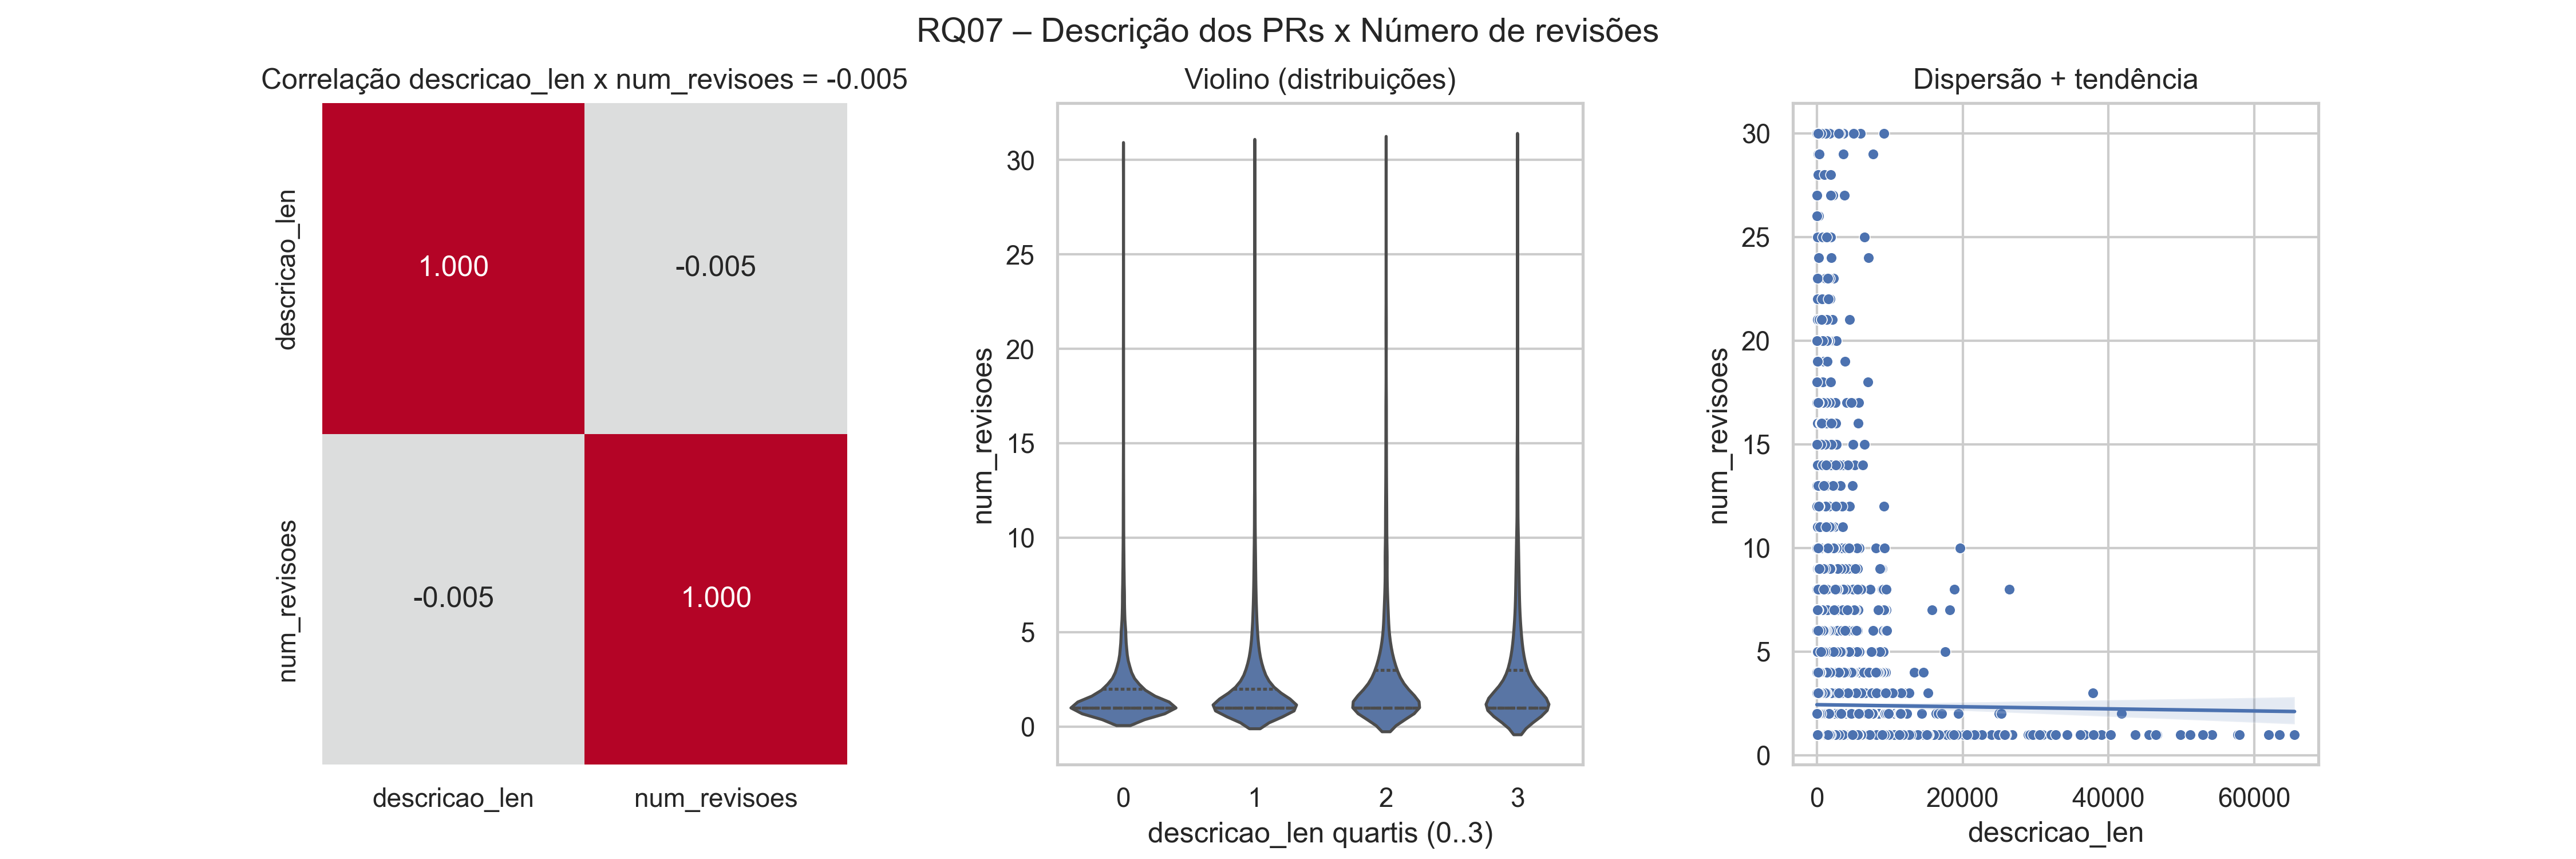 RQ07 – Descrição dos PRs x Número de revisões
Correlação descricao_len x num_revisoes = -0.005
descricao_len
num_revisoes
1.000
-0.005
-0.005
1.000
descricao_len
num_revisoes
Violino (distribuições)
num_revisoes
30
25
20
15
10
5
0
0
1
2
3
descricao_len quartis (0..3)
Dispersão + tendência
num_revisoes
30
25
20
15
10
5
0
0
20000
40000
60000
descricao_len